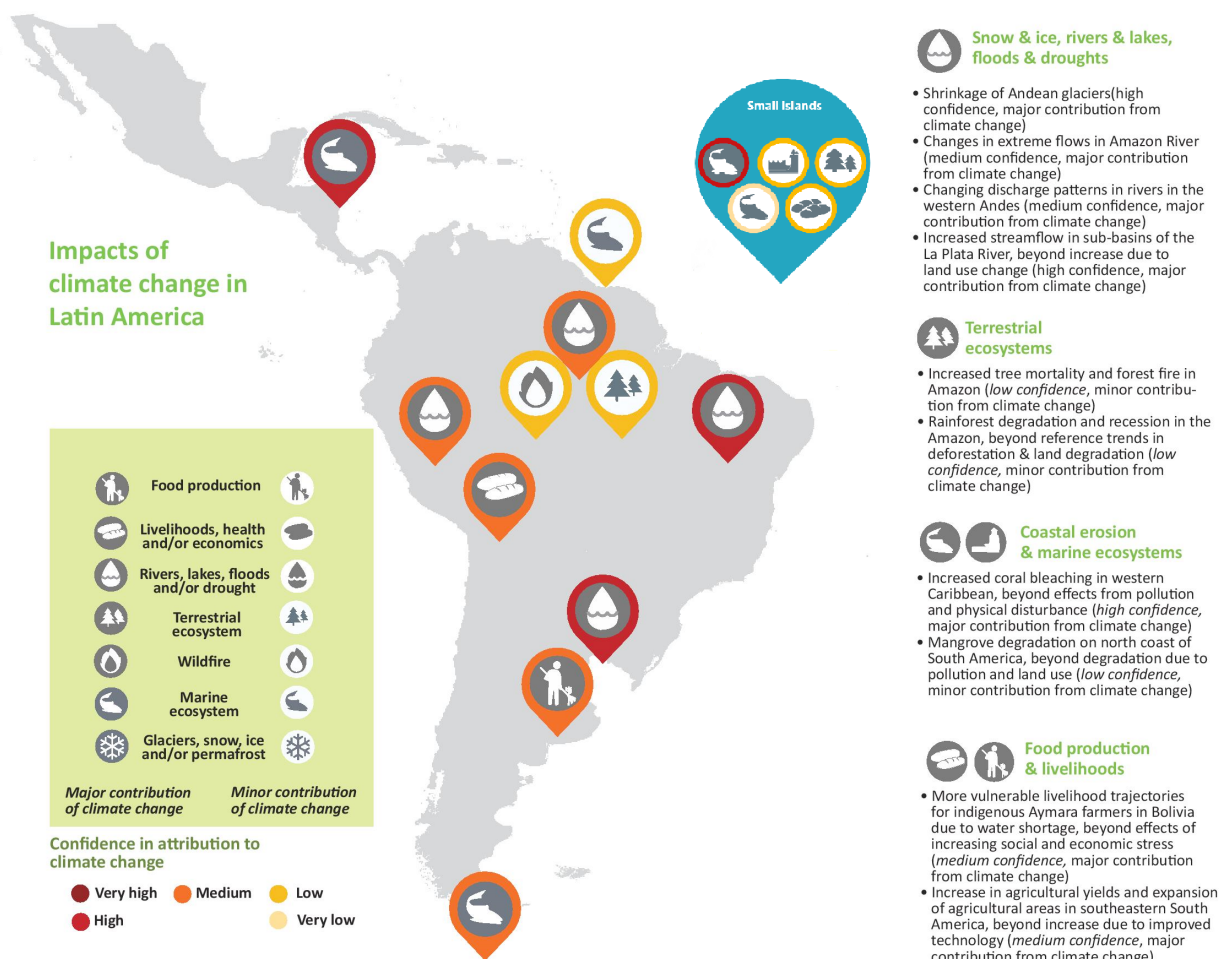 Small Islands
Impacts of
climate change in
Latin America
Food production
Livelihoods, health
and/or economics
Rivers, lakes, floods
and/or drought
Terrestrial
ecosystem
Wildfire
Marine
ecosystem
Glaciers, snow, ice
and/or permafrost
Major contribution
of climate change
Minor contribution
of climate change
Confidence in attribution to
climate change
Very high
Medium
Low
High
Very low
Snow & ice, rivers & lakes,
floods & droughts
• Shrinkage of Andean glaciers(high
confidence, major contribution from
climate change)
• Changes in extreme flows in Amazon River
(medium confidence, major contribution
from climate change)
• Changing discharge patterns in rivers in the
western Andes (medium confidence, major
contribution from climate change)
• Increased streamflow in sub-basins of the
La Plata River, beyond increase due to
land use change (high confidence, major
contribution from climate change)
Terrestrial
ecosystems
• Increased tree mortality and forest fire in
Amazon (low confidence, minor contribu-
tion from climate change)
• Rainforest degradation and recession in the
Amazon, beyond reference trends in
deforestation & land degradation (low
confidence, minor contribution from
climate change)
Coastal erosion
& marine ecosystems
• Increased coral bleaching in western
Caribbean, beyond effects from pollution
and physical disturbance (high confidence,
major contribution from climate change)
• Mangrove degradation on north coast of
South America, beyond degradation due to
pollution and land use (low confidence,
minor contribution from climate change)
Food production
& livelihoods
• More vulnerable livelihood trajectories
for indigenous Aymara farmers in Bolivia
due to water shortage, beyond effects of
increasing social and economic stress
(medium confidence, major contribution
from climate change)
• Increase in agricultural yields and expansion
of agricultural areas in southeastern South
America, beyond increase due to improved
technology (medium confidence, major
contribution from climate change)